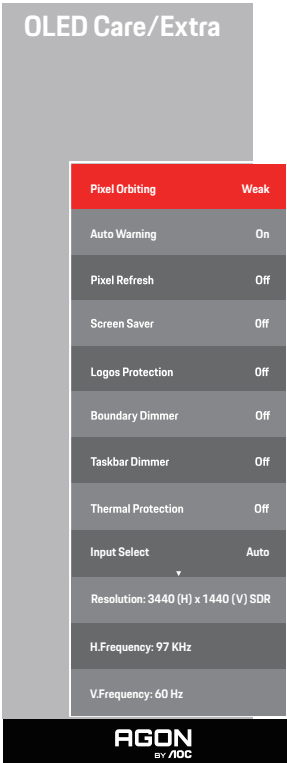 OLED Care/Extra
Pixel Orbiting Weak
Auto Warning On
Pixel Refresh Off
Screen Saver Off
Logos Protection Off
Boundary Dimmer Off
Taskbar Dimmer Off
Thermal Protection Off
Input Select Auto
Resolution: 3440 (H) x 1440 (V) SDR
H.Frequency: 97 KHz
V.Frequency: 60 Hz
AGON
BY AOC